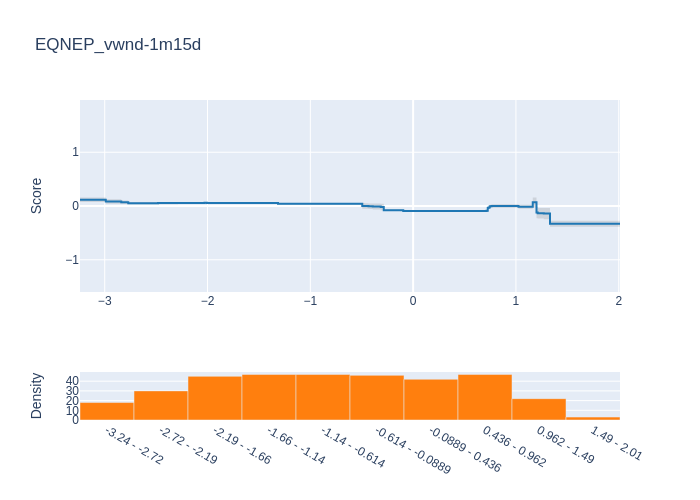 EQNEP_vwnd-1m15d
Score
1
0
−1
−3
−2
−1
0
1
2
Density
40
30
20
10
0
-3.24 - -2.72
-2.72 - -2.19
-2.19 - -1.66
-1.66 - -1.14
-1.14 - -0.614
-0.614 - -0.0889
-0.0889 - 0.436
0.436 - 0.962
0.962 - 1.49
1.49 - 2.01